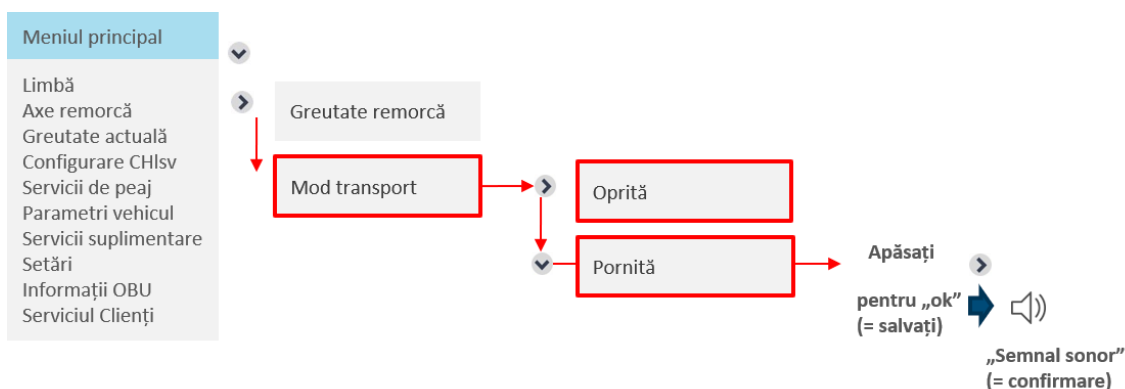 Meniul principal
Limbă
Axe remorcă
Greutate actuală
Configurare CHlsv
Servicii de peaj
Parametri vehicul
Servicii suplimentare
Setări
Informații OBU
Serviciul Clienți
Greutate remorcă
Mod transport
Oprită
Pornită
Apăsați
pentru „ok”
(= salvați)
„Semnal sonor”
(= confirmare)